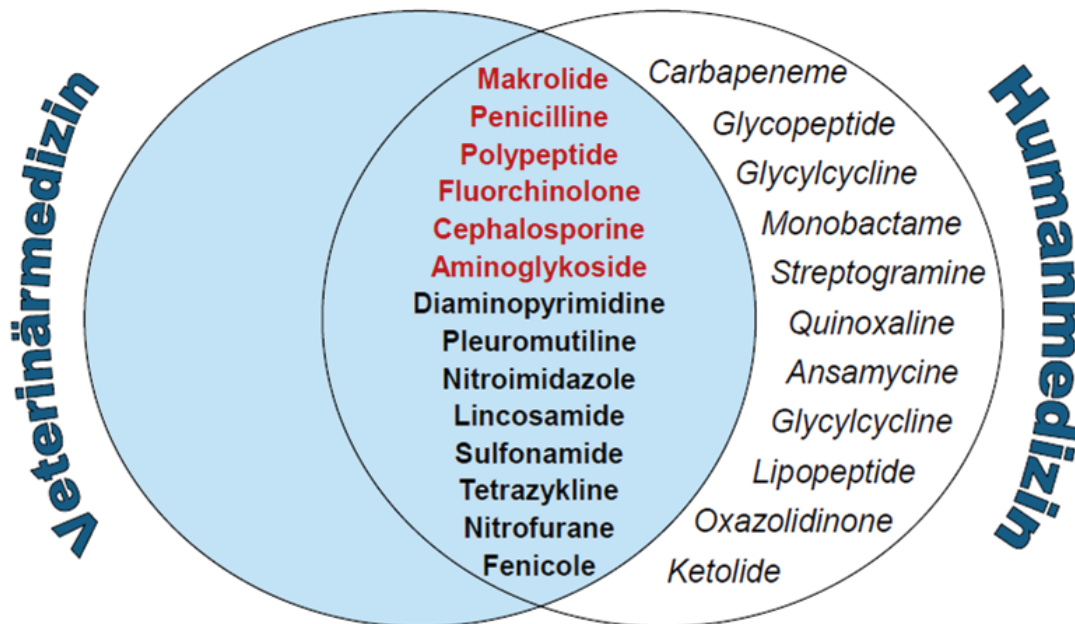 Veterinärmedizin
Makrolide
Penicilline
Polypeptide
Fluorchinolone
Cephalosporine
Aminoglykoside
Diaminopyrimidine
Pleuromutiline
Nitroimidazole
Lincosamide
Sulfonamide
Tetrazykline
Nitrofurane
Fenicole
Carbapeneme
Glycopeptide
Glycylcycline
Monobactame
Streptogramine
Quinoxaline
Ansamycine
Glycylcycline
Lipopeptide
Oxazolidinone
Ketolide
Humanmedizin